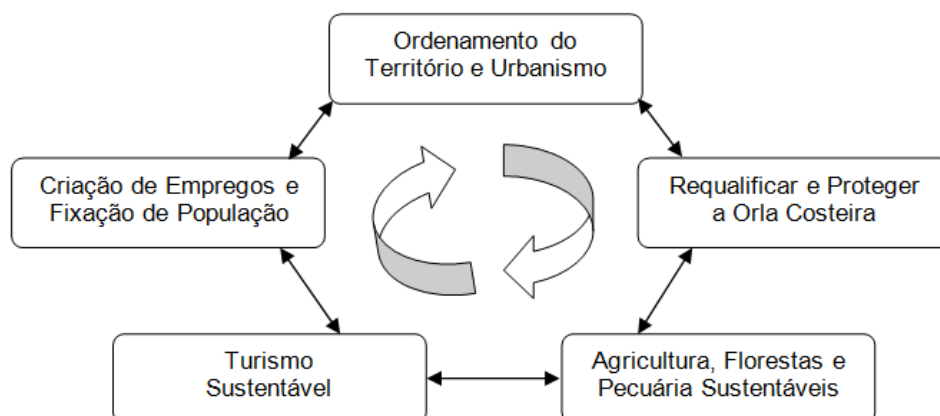 Ordenamento do
Território e Urbanismo
Criação de Empregos e
Fixação de População
Requalificar e Proteger
a Orla Costeira
Turismo
Sustentável
Agricultura, Florestas e
Pecuária Sustentáveis